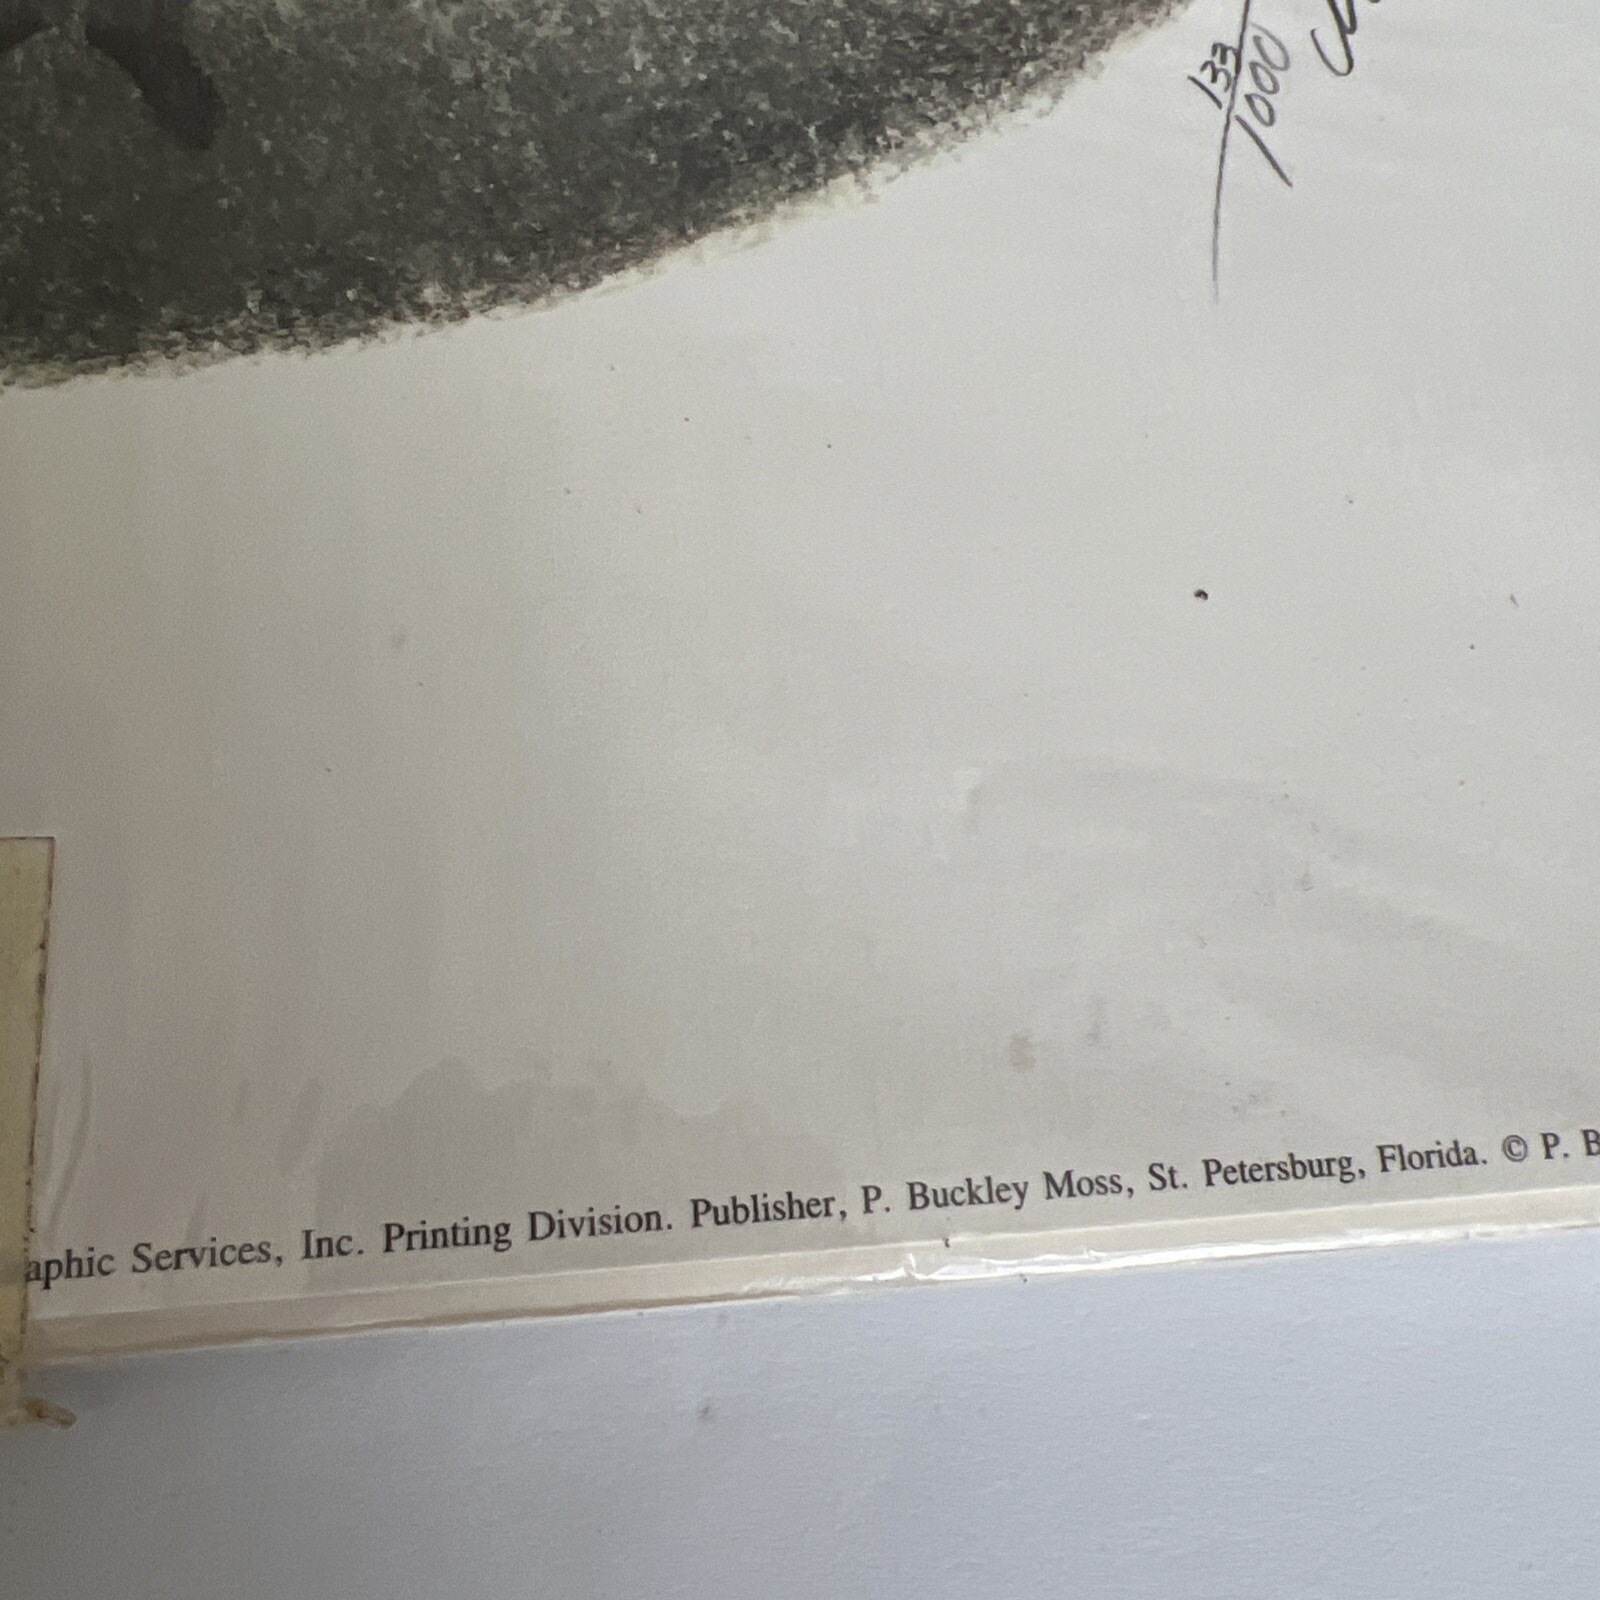 133/1000
aphic Services, Inc. Printing Division. Publisher, P. Buckley Moss, St. Petersburg, Florida. © P. B